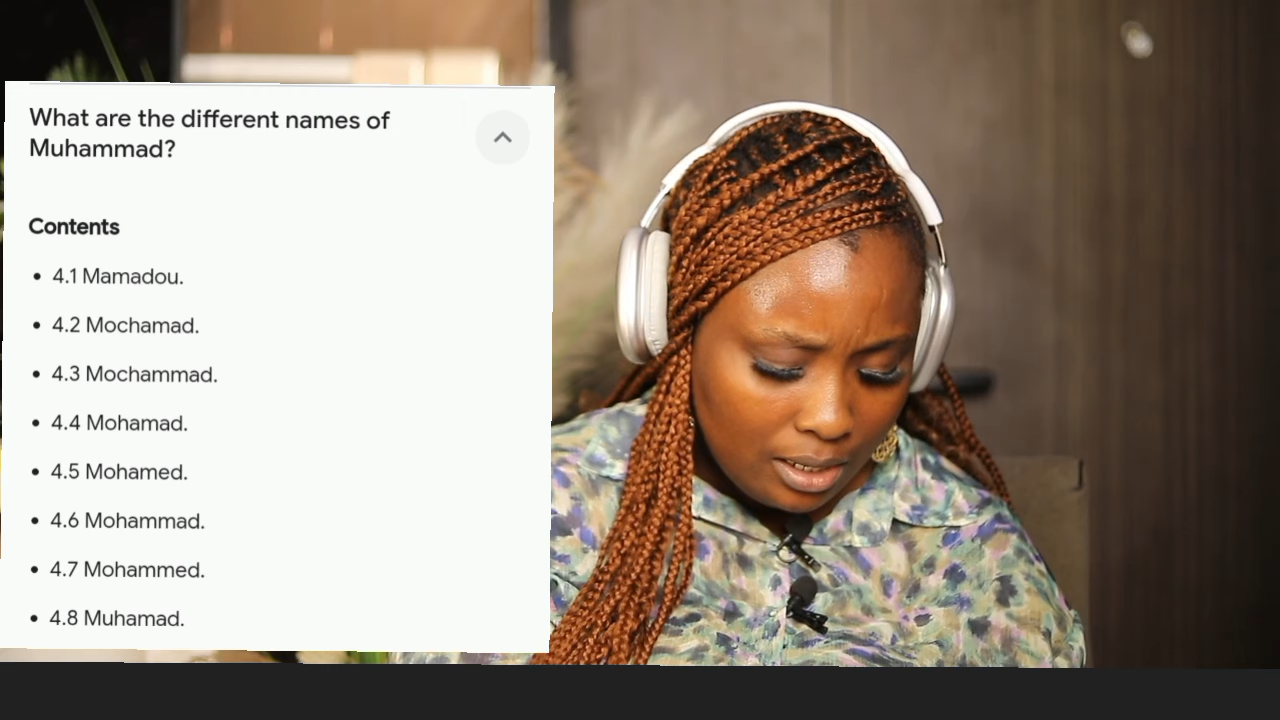 What are the different names of
Muhammad?
Contents
• 4.1 Mamadou.
• 4.2 Mochamad.
• 4.3 Mochammad.
• 4.4 Mohamad.
• 4.5 Mohamed.
• 4.6 Mohammad.
• 4.7 Mohammed.
• 4.8 Muhamad.